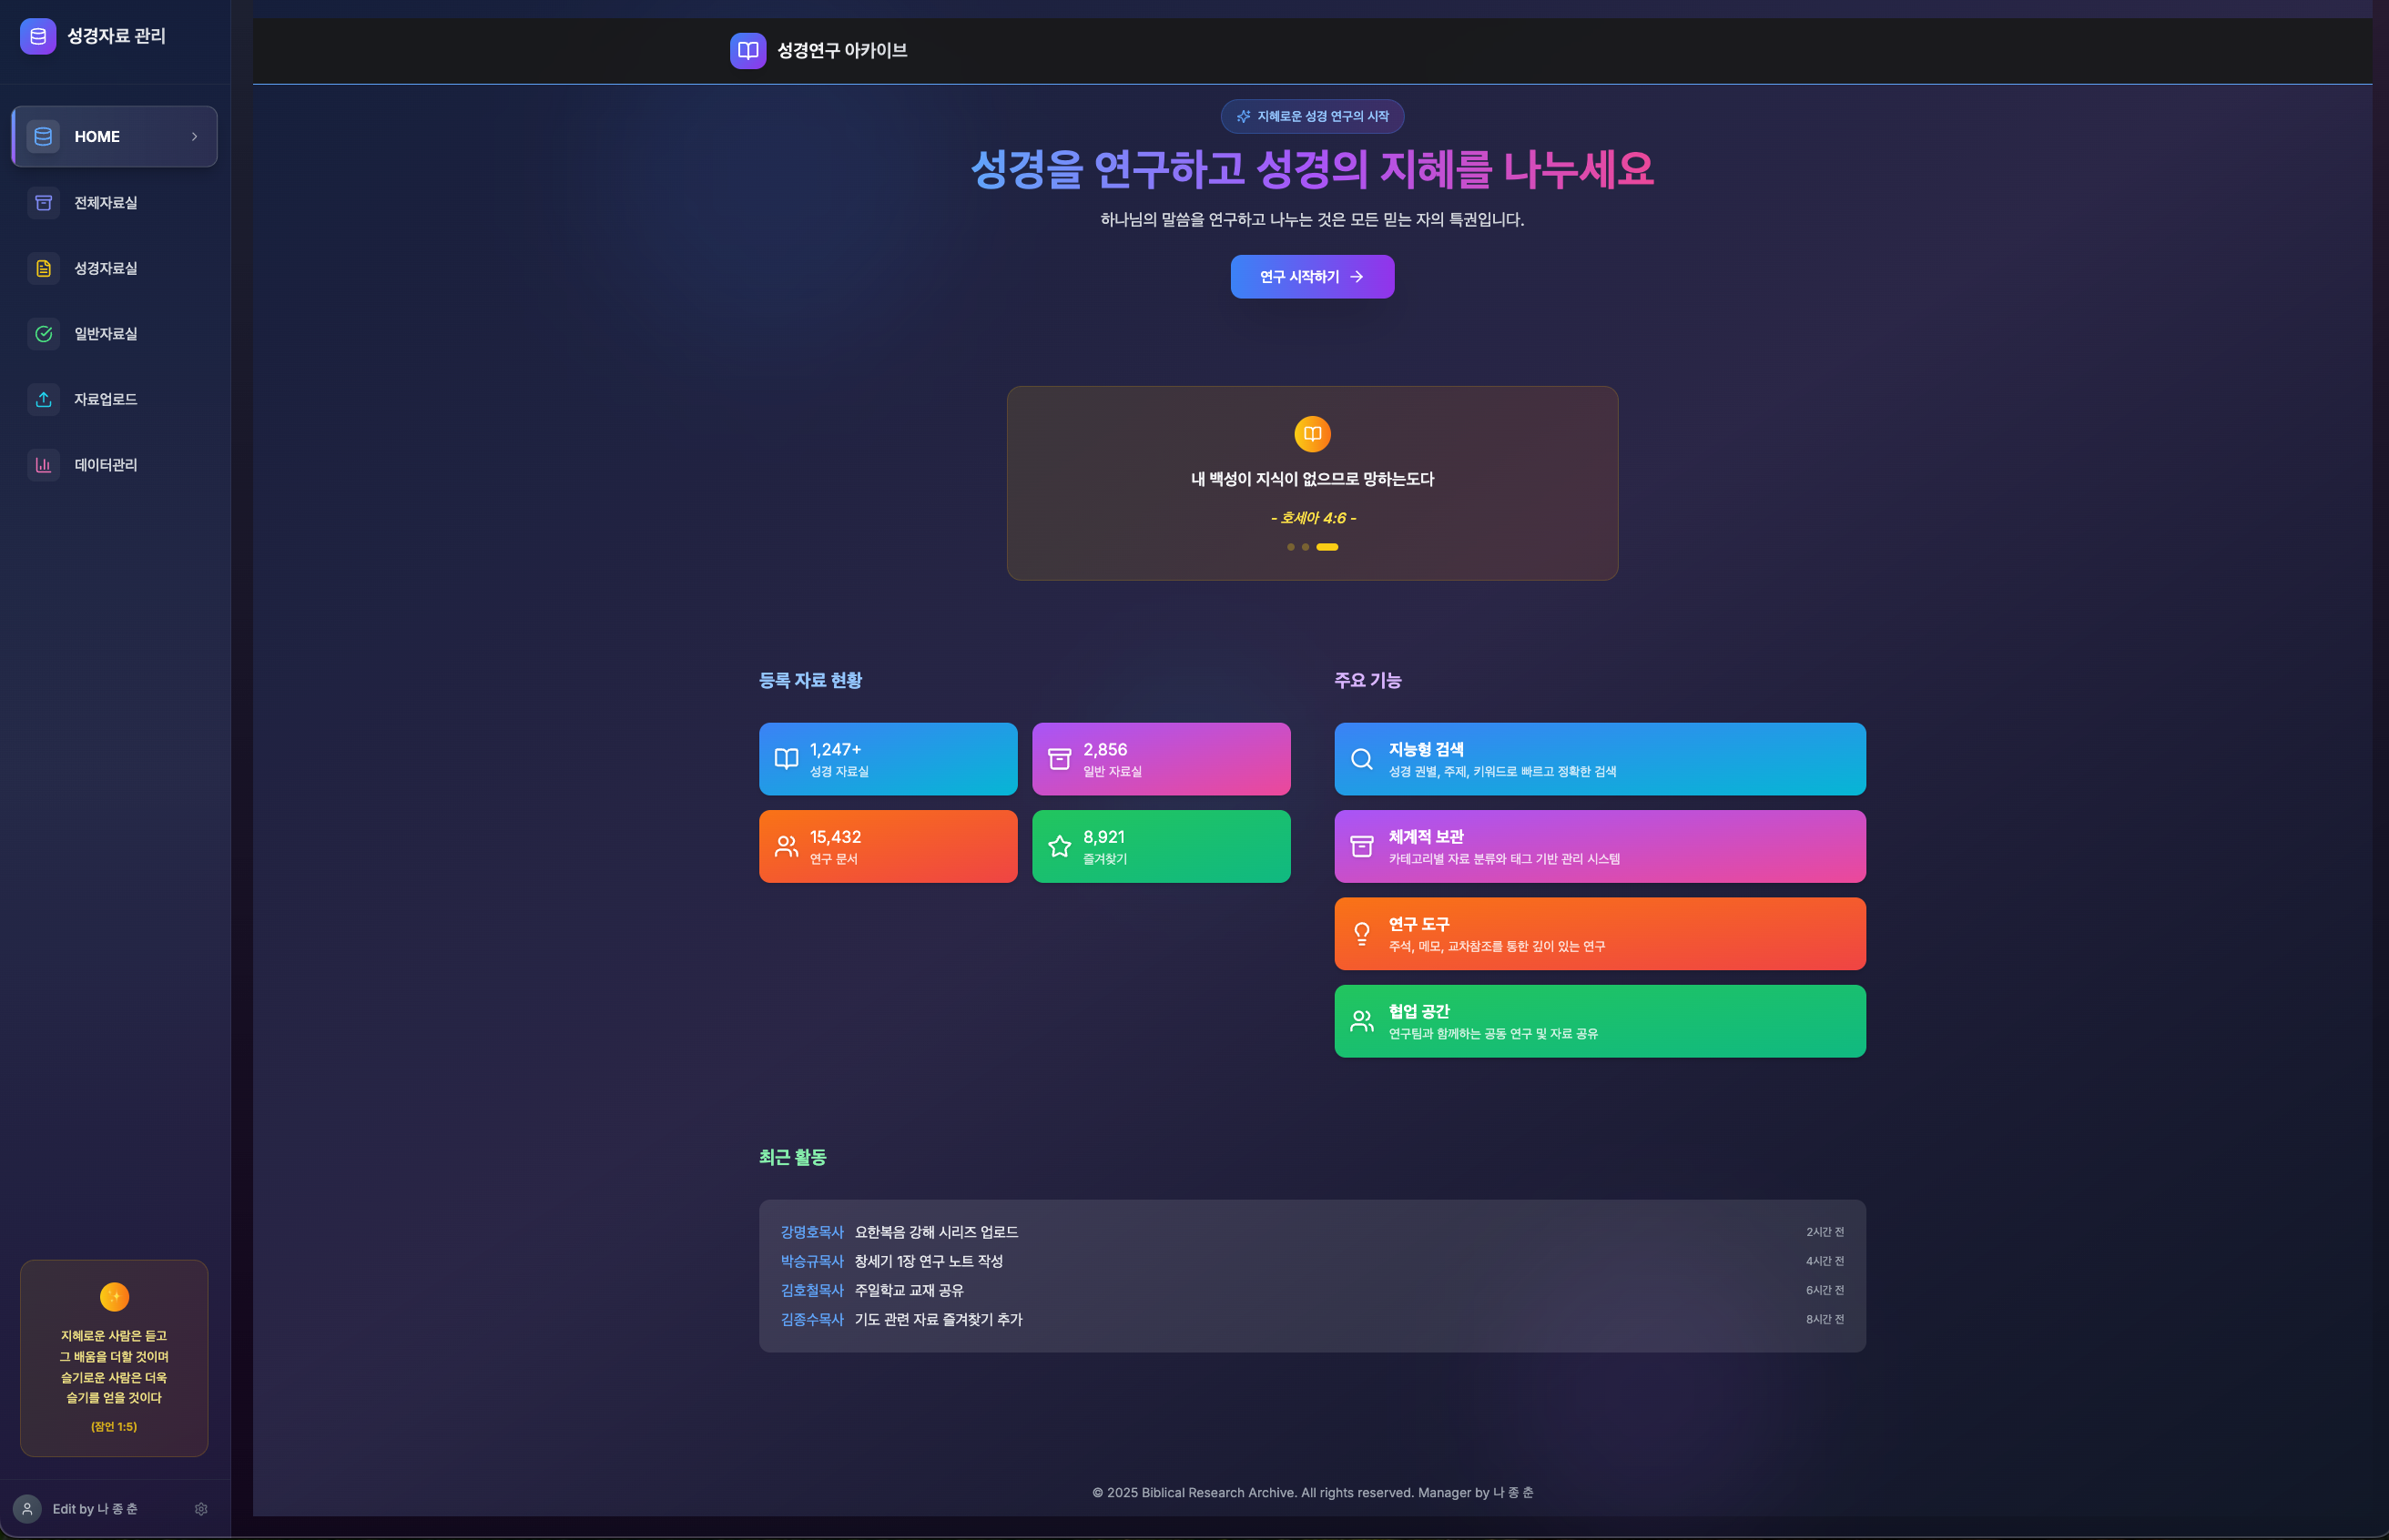 성경자료 관리
HOME
전체자료실
성경자료실
일반자료실
자료업로드
데이터관리
지혜로운 사람은 듣고
그 배움을 더할 것이며
슬기로운 사람은 더욱
슬기를 얻을 것이다
(잠언 1:5)
Edit by 나 종 춘
성경연구 아카이브
지혜로운 성경 연구의 시작
성경을 연구하고 성경의 지혜를 나누세요
하나님의 말씀을 연구하고 나누는 것은 모든 믿는 자의 특권입니다.
연구 시작하기
내 백성이 지식이 없으므로 망하는도다
- 호세아 4:6 -
등록 자료 현황
1,247+
성경 자료실
2,856
일반 자료실
15,432
연구 문서
8,921
즐겨찾기
주요 기능
지능형 검색
성경 권별, 주제, 키워드로 빠르고 정확한 검색
체계적 보관
카테고리별 자료 분류와 태그 기반 관리 시스템
연구 도구
주석, 메모, 교차참조를 통한 깊이 있는 연구
협업 공간
연구팀과 함께하는 공동 연구 및 자료 공유
최근 활동
강명호목사 요한복음 강해 시리즈 업로드 2시간 전
박승규목사 창세기 1장 연구 노트 작성 4시간 전
김호철목사 주일학교 교재 공유 6시간 전
김종수목사 기도 관련 자료 즐겨찾기 추가 8시간 전
© 2025 Biblical Research Archive. All rights reserved. Manager by 나 종 춘